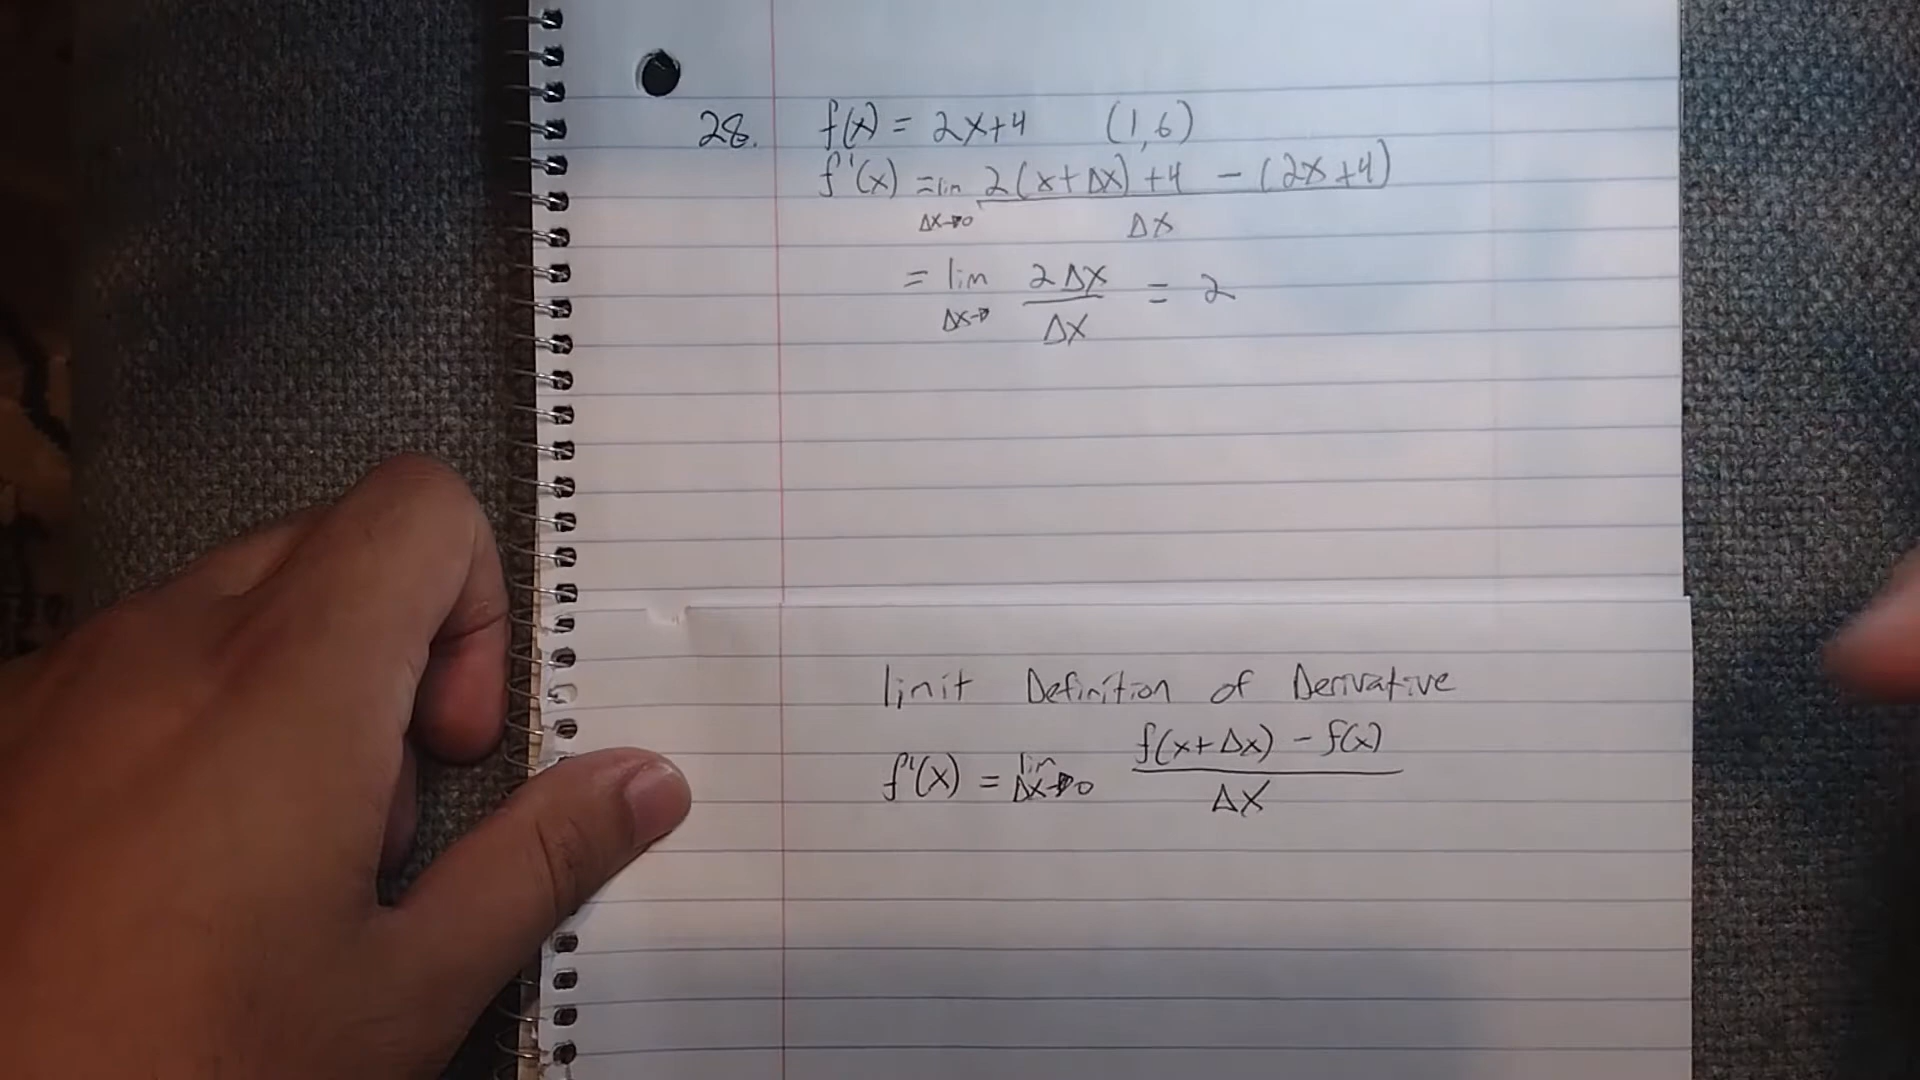 28. f(x) = 2x+4 (1,6)
f'(x) = lim 2(x+Δx)+4 - (2x+4)
Δx→0 Δx
= lim 2Δx = 2
Δx→ Δx
limit Definition of Derivative
f'(x) = lim f(x+Δx) - f(x)
Δx→0 Δx